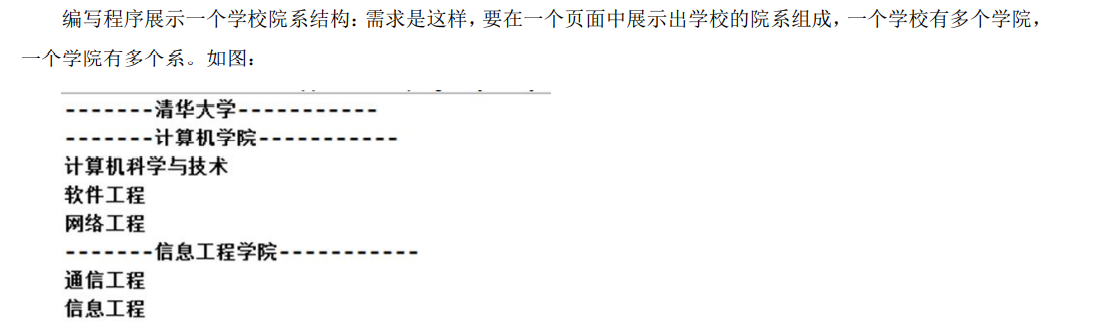 编写程序展示一个学校院系结构：需求是这样，要在一个页面中展示出学校的院系组成，一个学校有多个学院，
一个学院有多个系。如图：
-------清华大学-----------
-------计算机学院-----------
计算机科学与技术
软件工程
网络工程
-------信息工程学院-----------
通信工程
信息工程